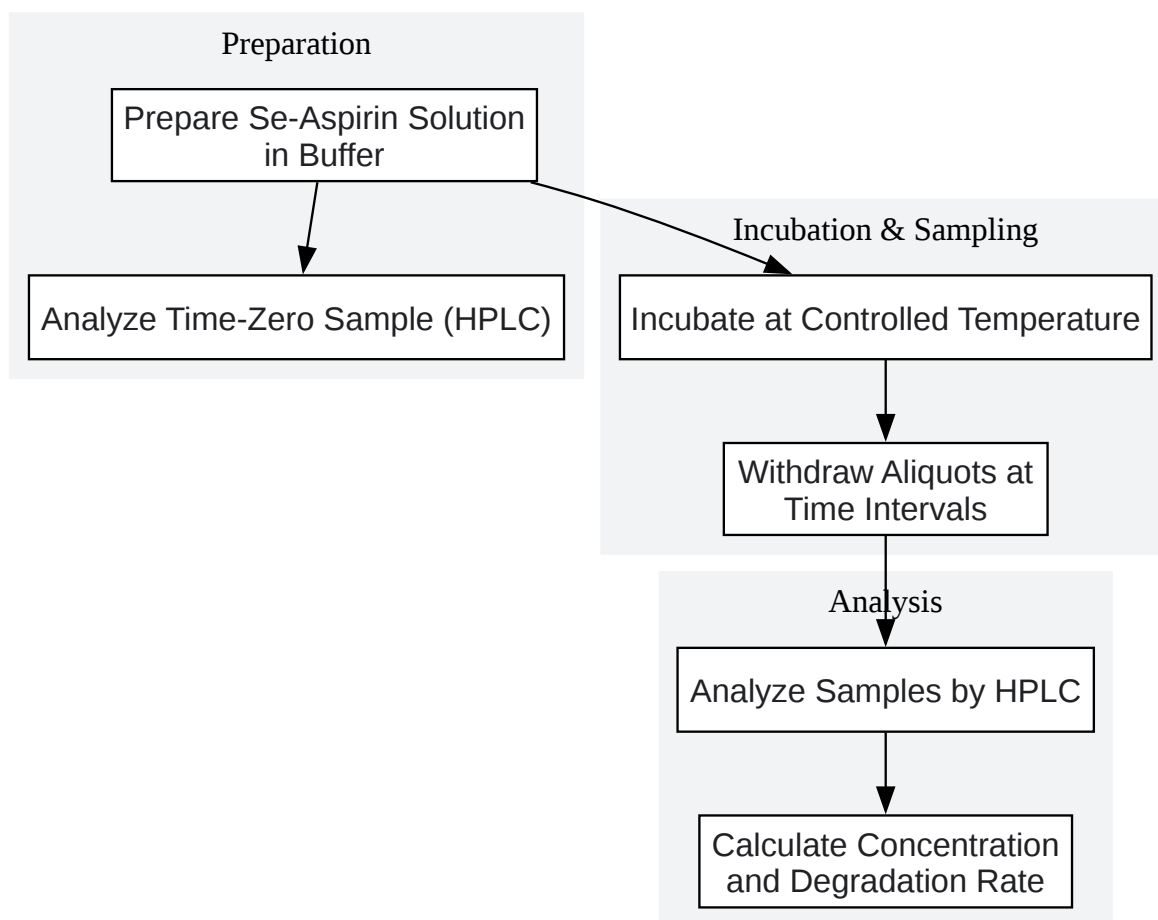 Preparation
Prepare Se-Aspirin Solution
in Buffer
Analyze Time-Zero Sample (HPLC)
Incubation & Sampling
Incubate at Controlled Temperature
Withdraw Aliquots at
Time Intervals
Analysis
Analyze Samples by HPLC
Calculate Concentration
and Degradation Rate